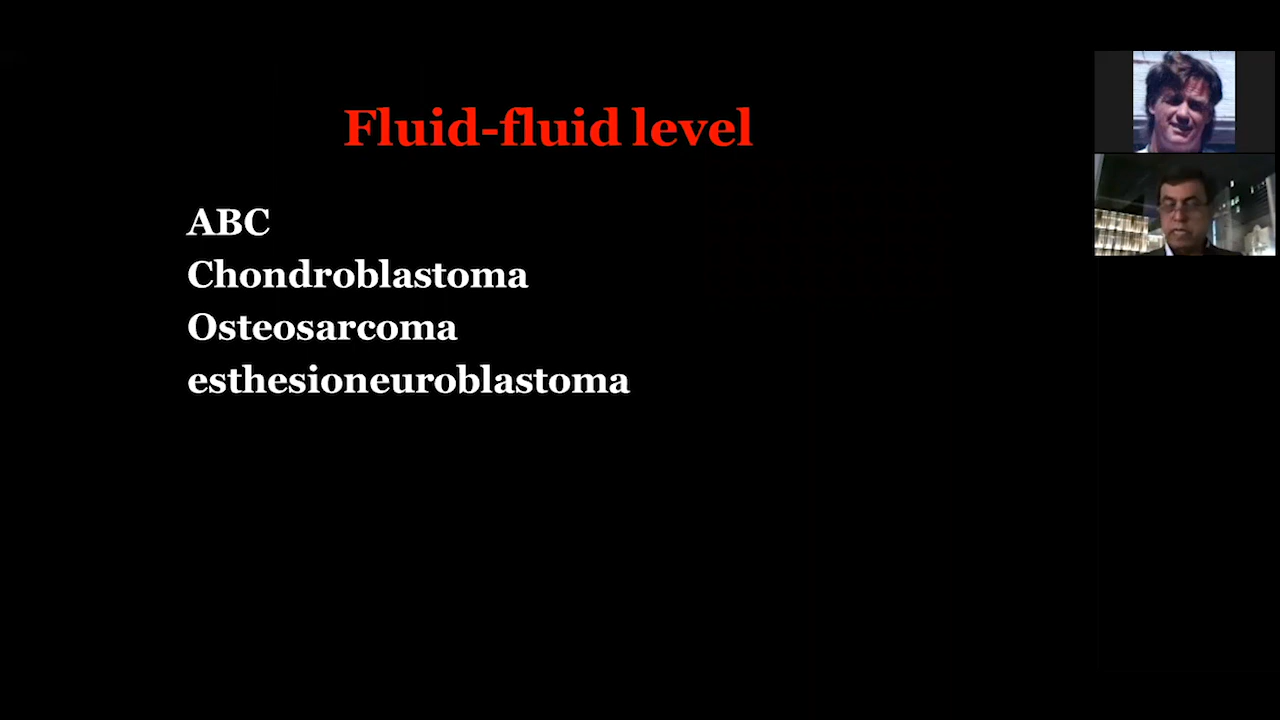 Fluid-fluid level
ABC
Chondroblastoma
Osteosarcoma
esthesioneuroblastoma